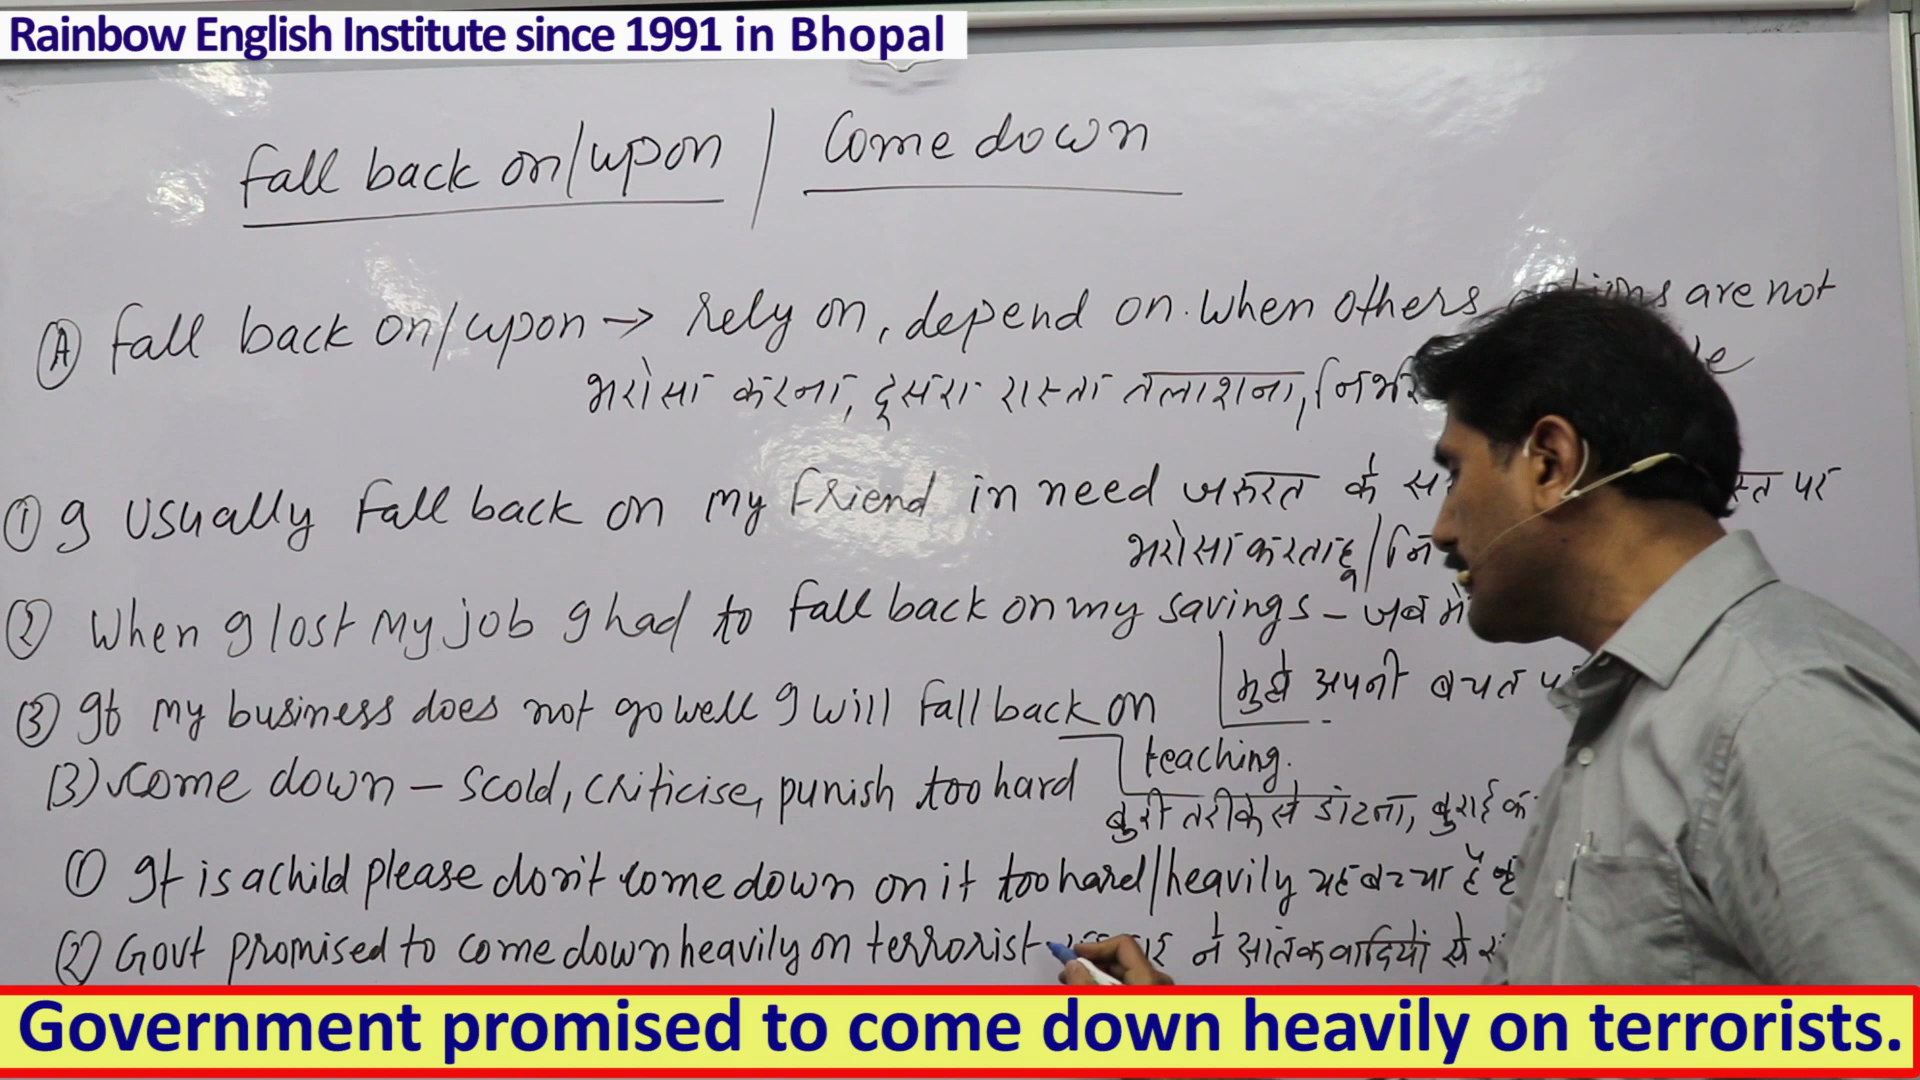 Rainbow English Institute since 1991 in Bhopal
Fall back on/upon / Come down
(A) Fall back on/upon → rely on, depend on. When others options are not
भरोसा करना, दूसरा रास्ता तलाशना,
(1) I usually fall back on my friend in need जरूरत के पर
भरोसा करता हू /
(2) When I lost my job I had to fall back on my savings – जब
मुझे अपनी बचत
(3) If my business does not go well I will fall back on
teaching.
(B) Come down – scold, criticise, punish too hard
बुरी तरीके से डांटना, बुराई
(1) It is a child please don't come down on it too hard/heavily यह बच्चा है
(2) Govt promised to come down heavily on terrorist ने आंतकवादियों से
Government promised to come down heavily on terrorists.